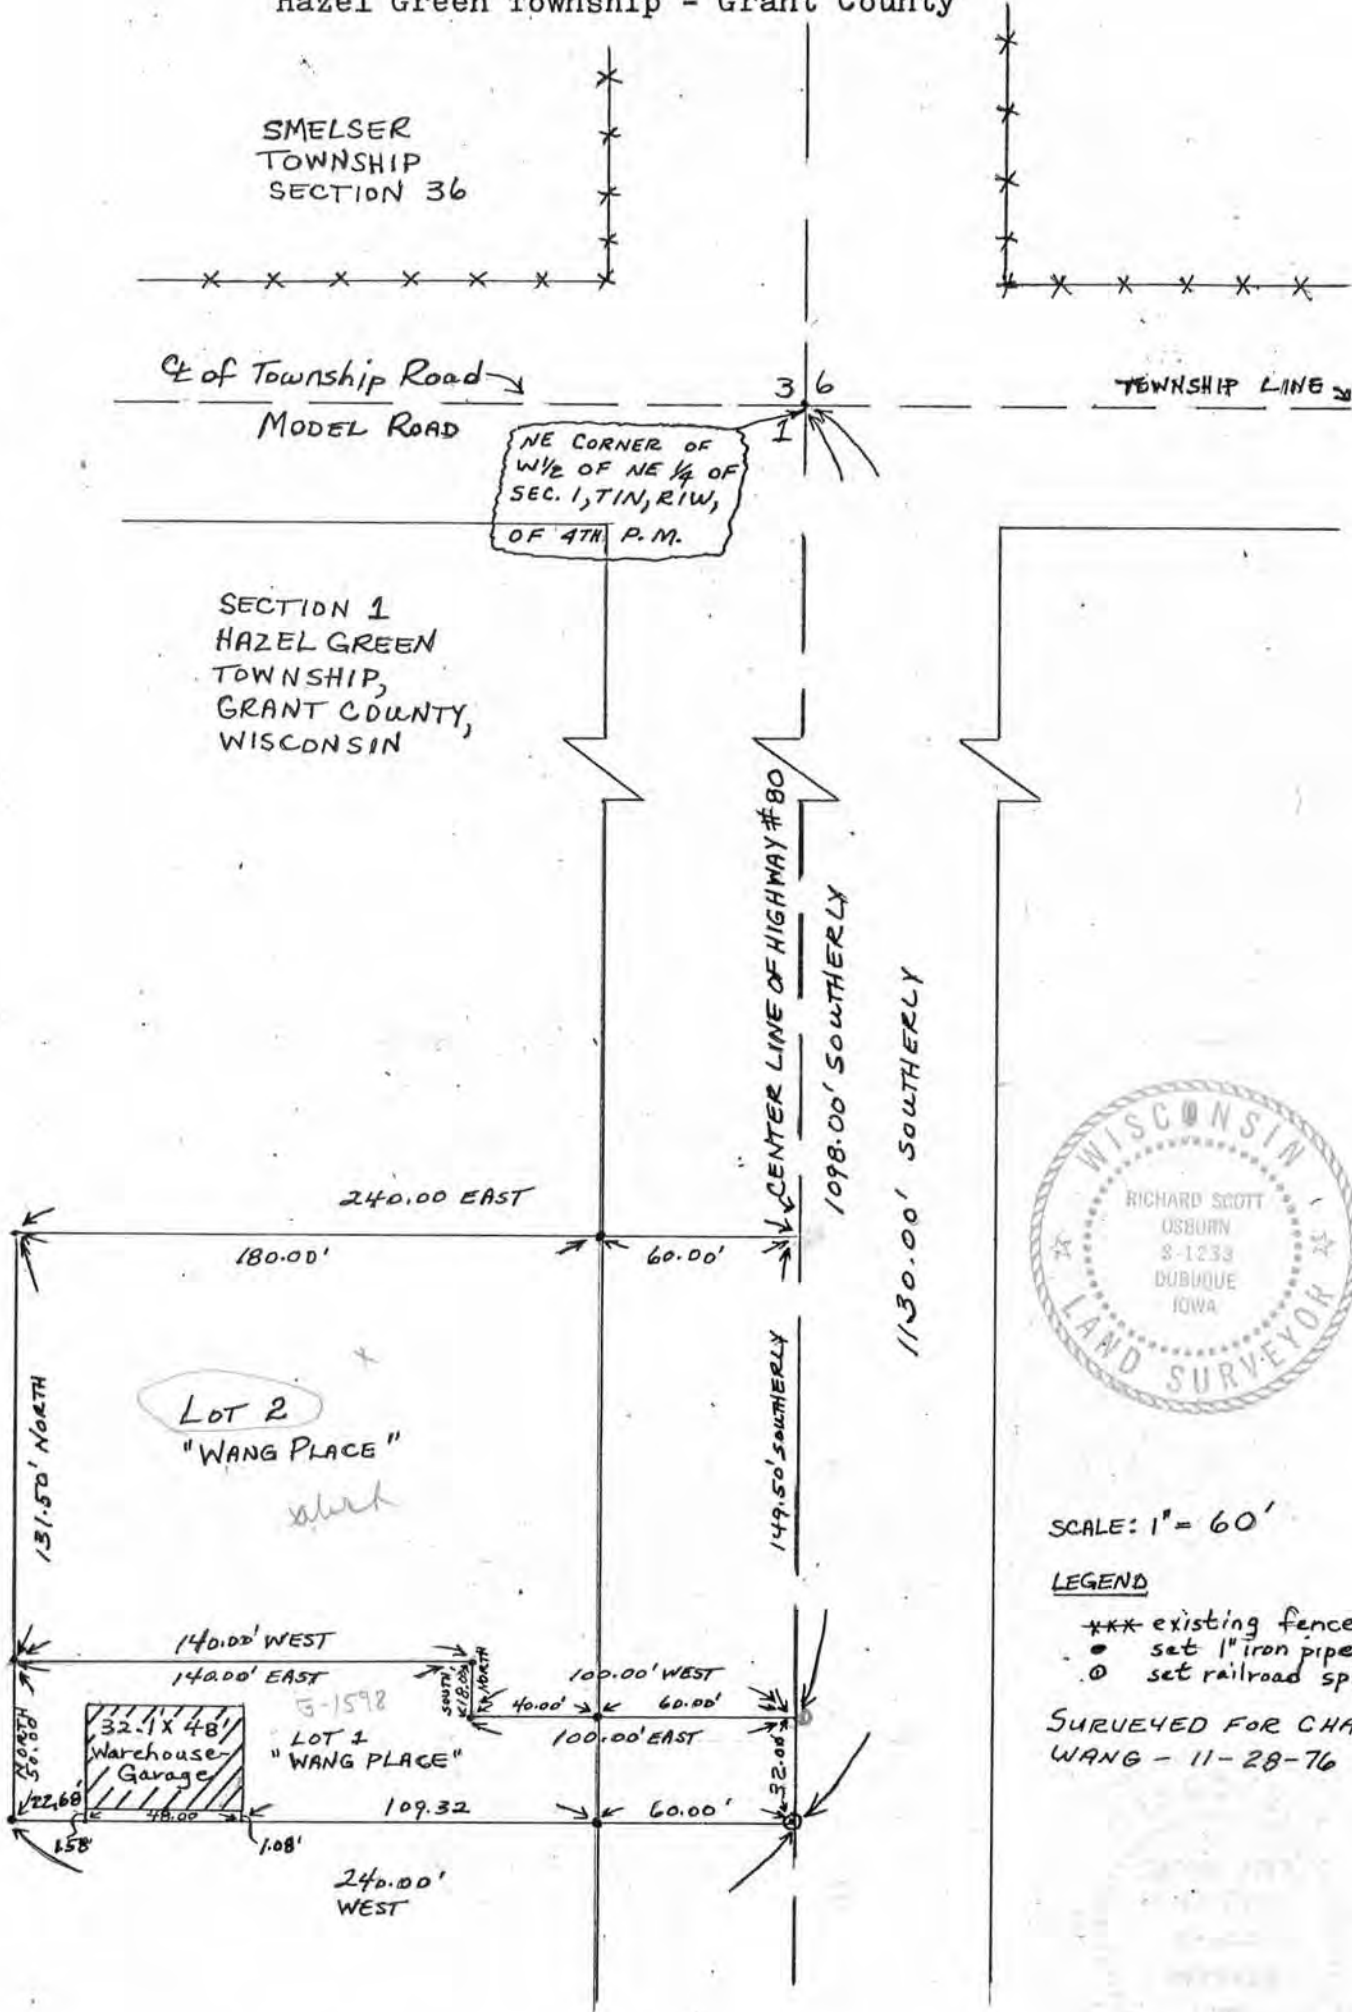 Hazel Green Township - Grant County
SMELSER
TOWNSHIP
SECTION 36
℄ of Township Road
MODEL ROAD
3 6
1
TOWNSHIP LINE
NE CORNER OF
W1/2 OF NE 1/4 OF
SEC. 1, T1N, R1W,
OF 4TH P.M.
SECTION 1
HAZEL GREEN
TOWNSHIP,
GRANT COUNTY,
WISCONSIN
CENTER LINE OF HIGHWAY #80
1098.00' SOUTHERLY
1130.00' SOUTHERLY
WISCONSIN
RICHARD SCOTT
OSBURN
S-1233
DUBUQUE
IOWA
LAND SURVEYOR
240.00 EAST
180.00'
60.00'
131.50' NORTH
LOT 2
"WANG PLACE"
149.50' SOUTHERLY
SCALE: 1" = 60'
LEGEND
xxx existing fence
set 1" iron pipe
set railroad sp
SURVEYED FOR CHA
WANG - 11-28-76
140.00' WEST
140.00' EAST
SOUTH
18.00
NORTH
100.00' WEST
40.00'
60.00'
100.00' EAST
G-1598
LOT 1
"WANG PLACE"
NORTH
50.00'
32.1 X 48'
Warehouse-
Garage
32.00'
22.68'
48.00
109.32
60.00'
1.58'
1.08'
240.00'
WEST